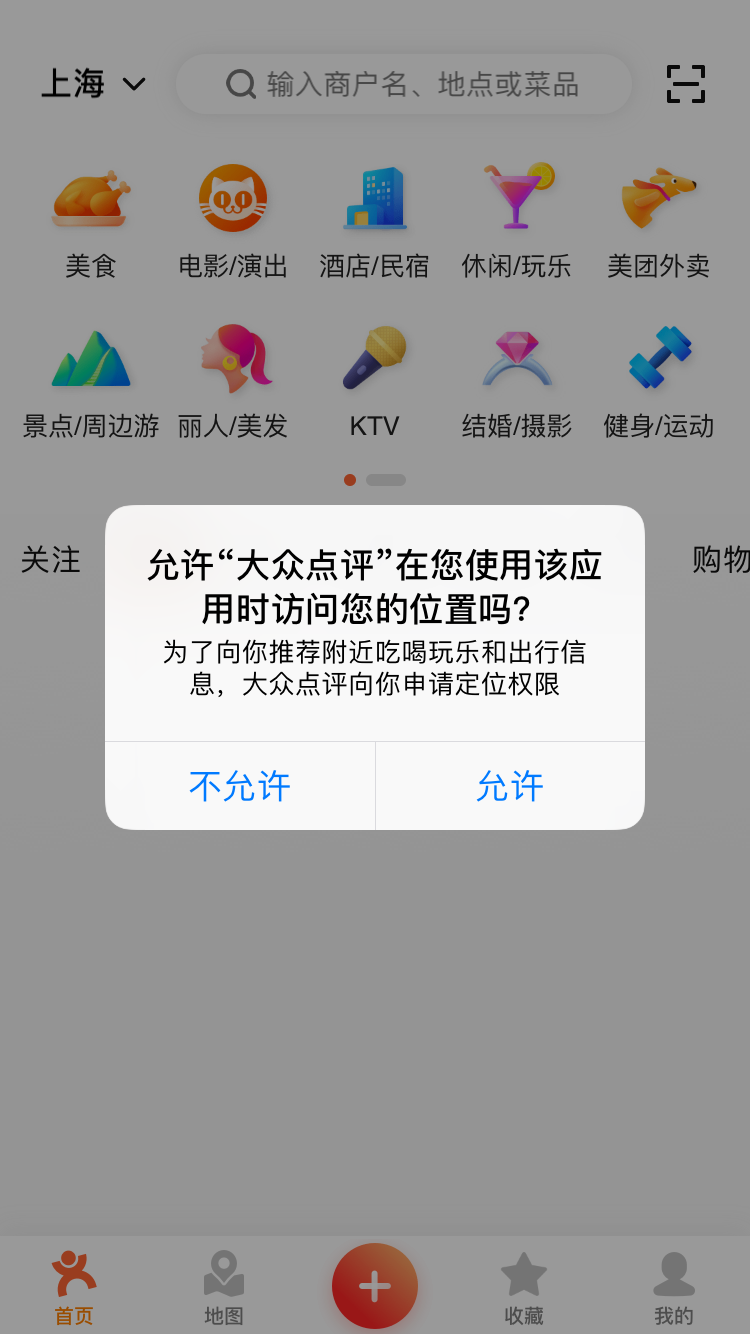 上海
输入商户名、地点或菜品
美食
电影/演出
酒店/民宿
休闲/玩乐
美团外卖
景点/周边游
丽人/美发
KTV
结婚/摄影
健身/运动
关注
购物
允许“大众点评”在您使用该应
用时访问您的位置吗?
为了向你推荐附近吃喝玩乐和出行信
息，大众点评向你申请定位权限
不允许
允许
首页
地图
收藏
我的